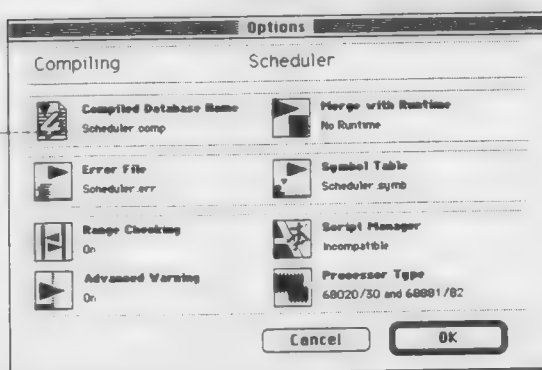 Options
Compiling Scheduler
Compiled Database Name
Scheduler.comp
Merge with Runtime
No Runtime
Error File
Scheduler.err
Symbol Table
Scheduler.symb
Range Checking
On
Script Manager
Incompatible
Advanced Warning
On
Processor Type
68020/30 and 68881/82
Cancel OK